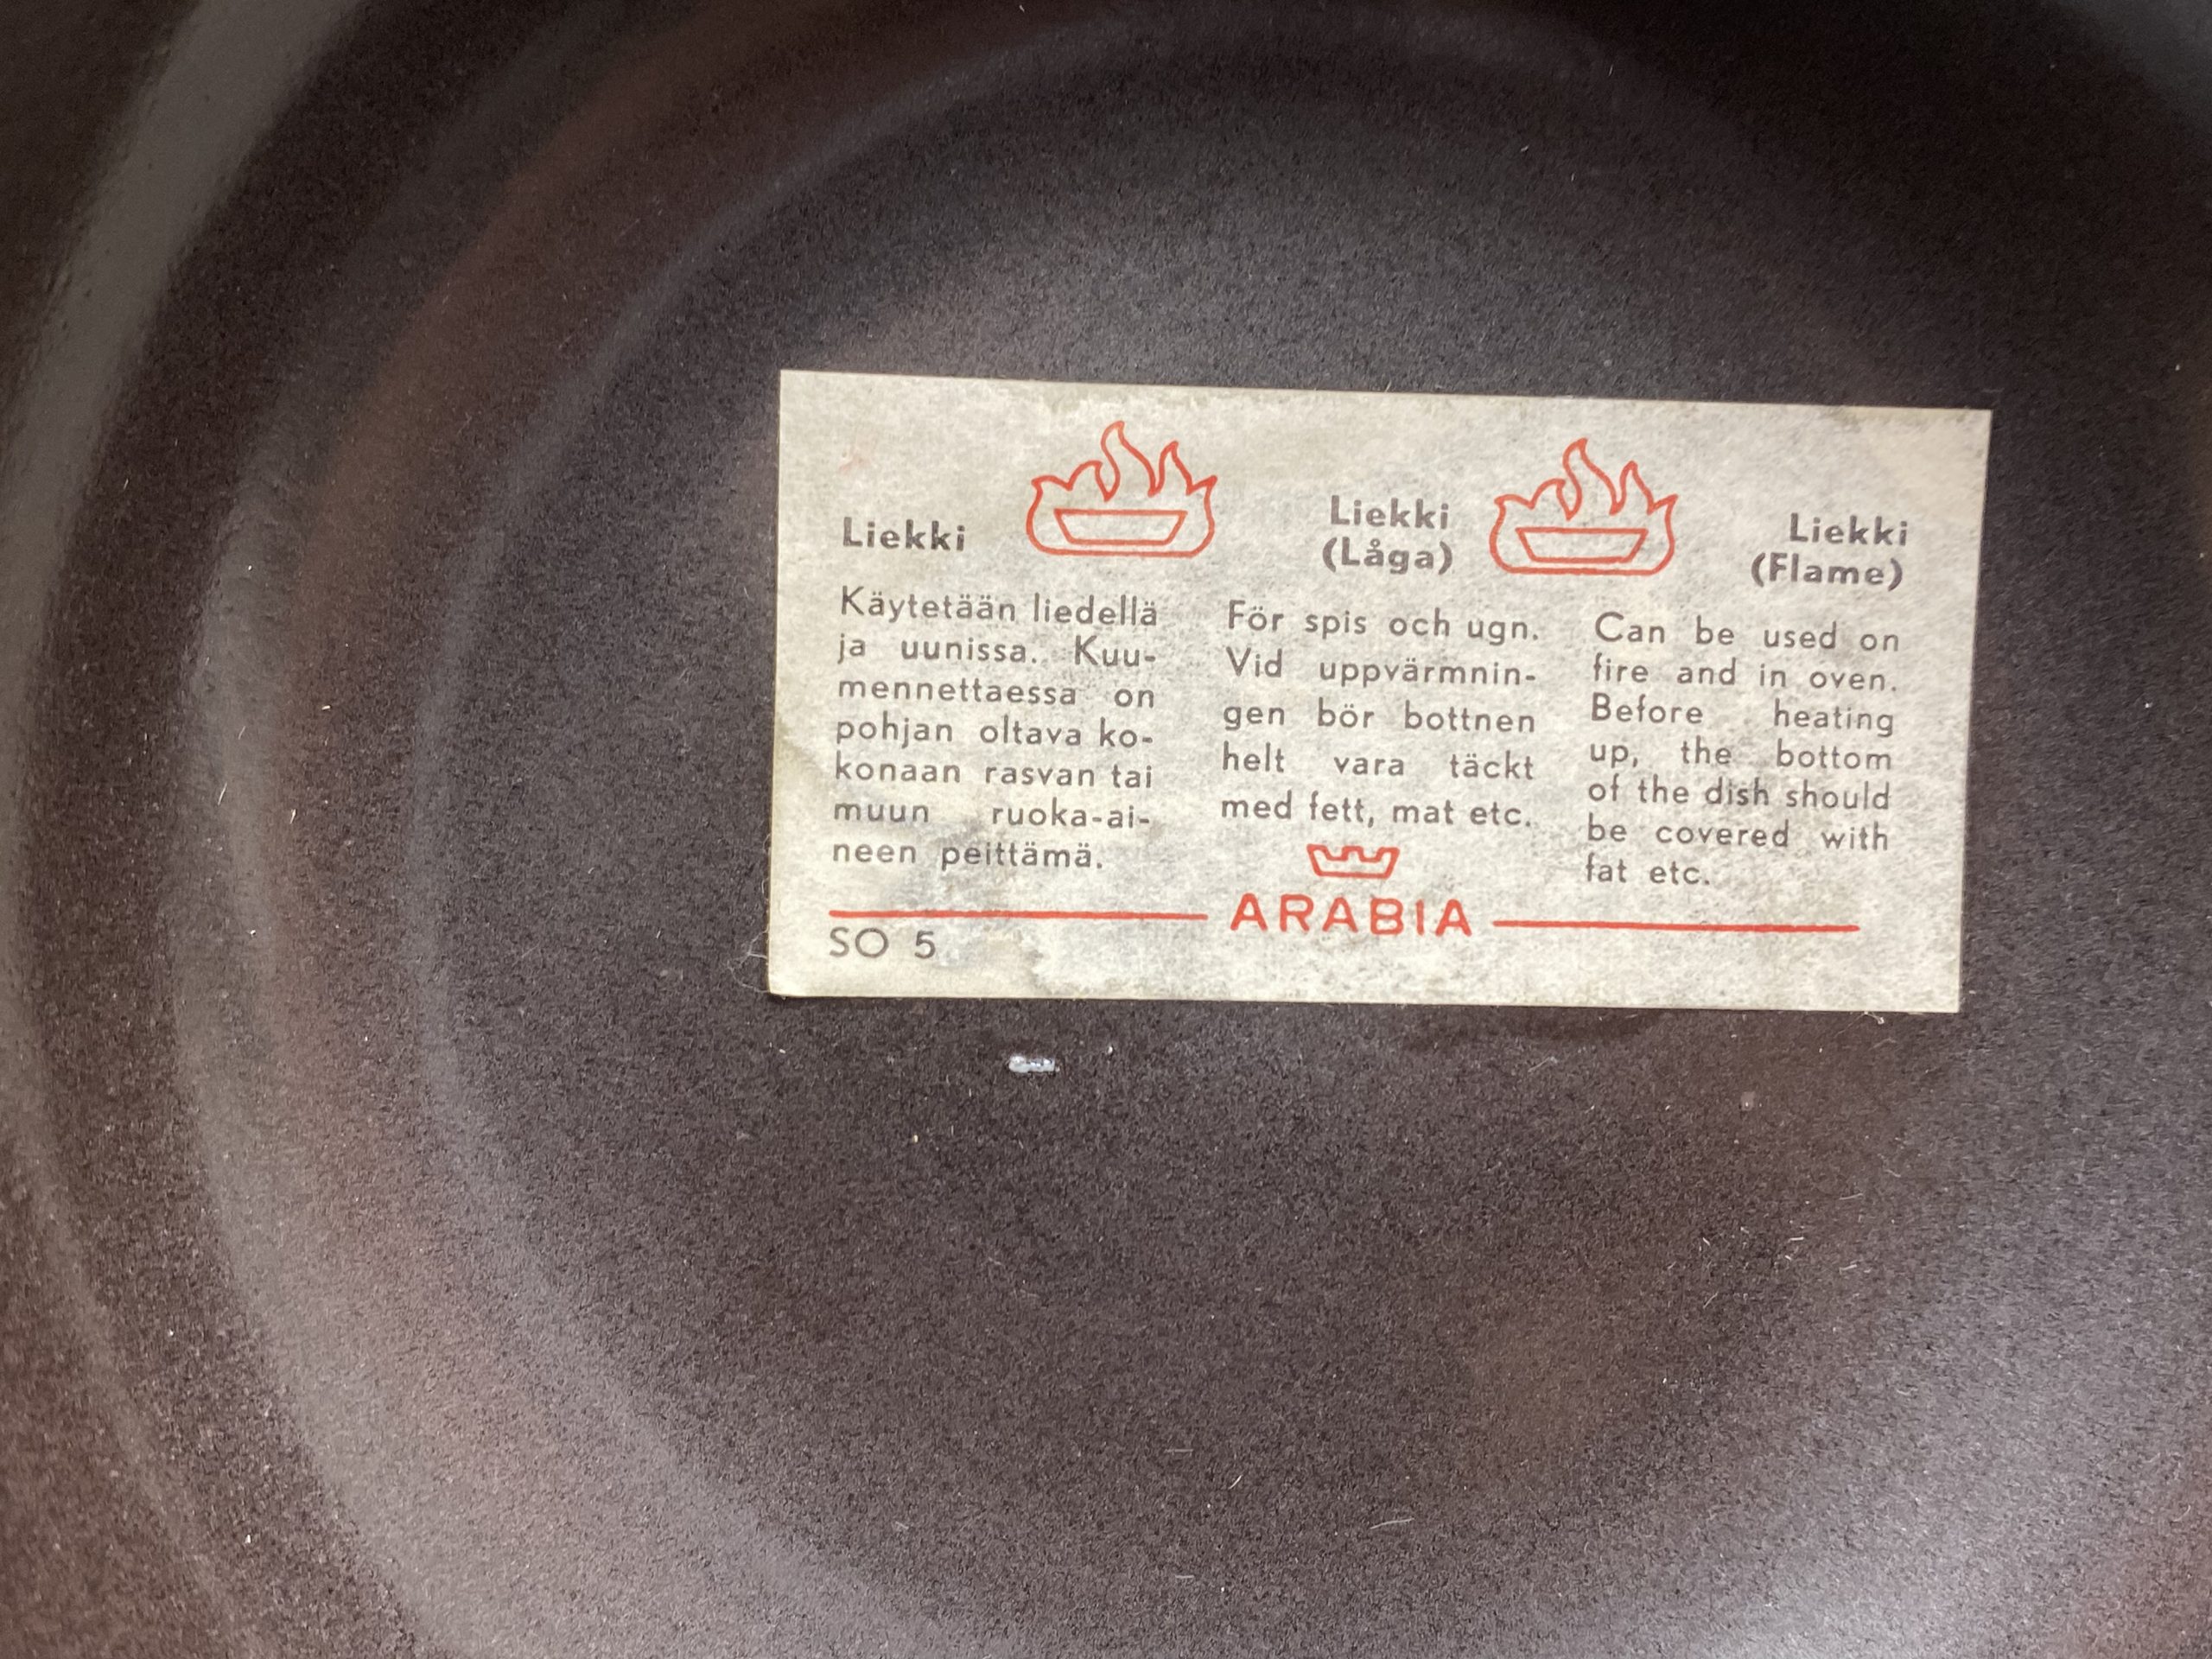 Liekki
Käytetään liedellä
ja uunissa. Kuu-
mennettaessa on
pohjan oltava ko-
konaan rasvan tai
muun ruoka-ai-
neen peittämä.
Liekki
(Låga)
För spis och ugn.
Vid uppvärmnin-
gen bör bottnen
helt vara täckt
med fett, mat etc.
Liekki
(Flame)
Can be used on
fire and in oven.
Before heating
up, the bottom
of the dish should
be covered with
fat etc.
ARABIA
SO 5